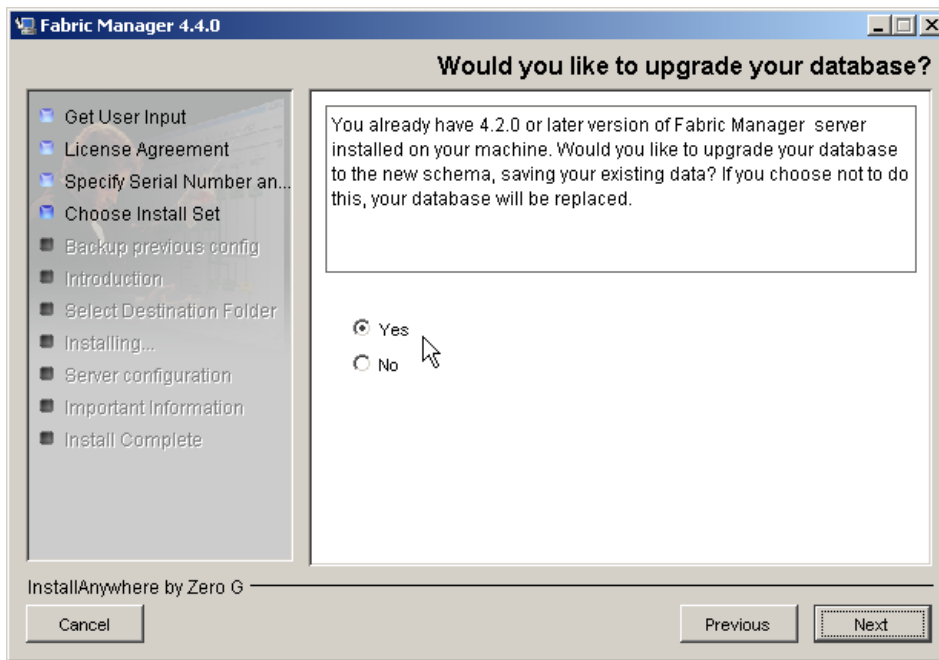 Fabric Manager 4.4.0
Would you like to upgrade your database?
Get User Input
License Agreement
Specify Serial Number an...
Choose Install Set
Backup previous config
Introduction
Select Destination Folder
Installing...
Server configuration
Important Information
Install Complete
You already have 4.2.0 or later version of Fabric Manager server
installed on your machine. Would you like to upgrade your database
to the new schema, saving your existing data? If you choose not to do
this, your database will be replaced.
Yes
No
InstallAnywhere by Zero G
Cancel
Previous
Next